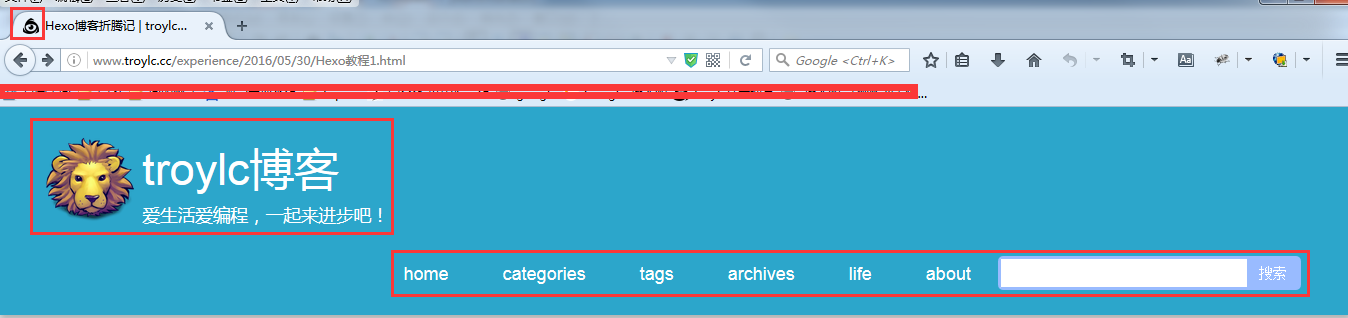 Hexo博客折腾记 | troylc...
www.troylc.cc/experience/2016/05/30/Hexo教程1.html
Google <Ctrl+K>
troylc博客
爱生活爱编程，一起来进步吧！
home categories tags archives life about 搜索